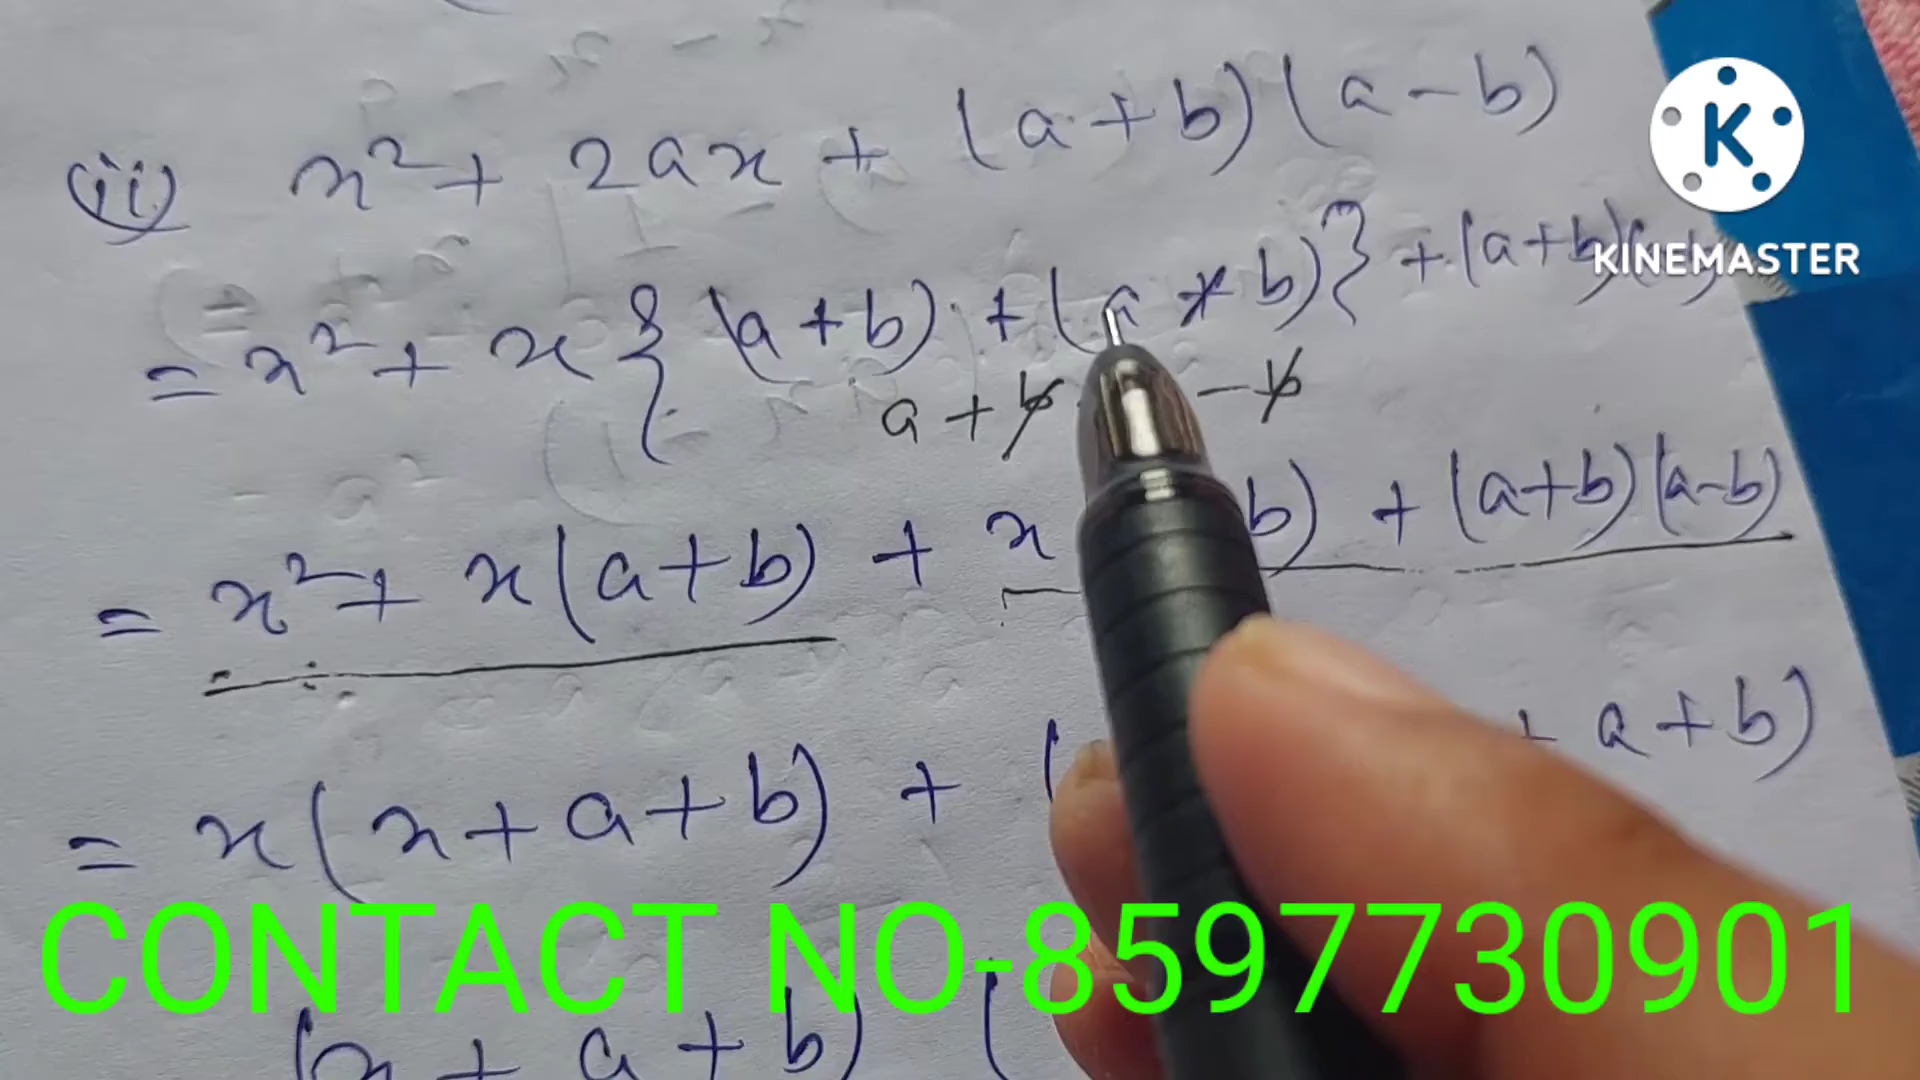 (ii) x² + 2ax + (a+b)(a-b)
= x² + x{(a+b) + (a * b)} + (a+b)(
KINEMASTER
a + b - b
= x² + x(a+b) + x b) + (a+b)(a-b)
= x(x+a+b) + ( + a+b)
CONTACT NO-8597730901
(x+a+b) (